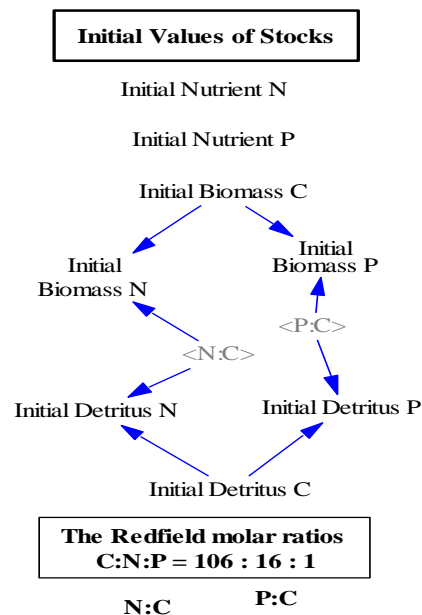 Initial Values of Stocks
Initial Nutrient N
Initial Nutrient P
Initial Biomass C
Initial
Biomass N
Initial
Biomass P
<N:C>
<P:C>
Initial Detritus N
Initial Detritus P
Initial Detritus C
The Redfield molar ratios
C:N:P = 106 : 16 : 1
N:C
P:C